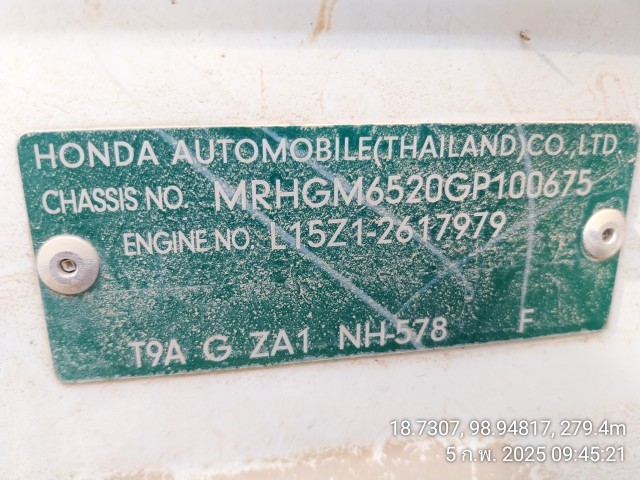 HONDA AUTOMOBILE(THAILAND)CO.,LTD.
CHASSIS NO. MRHGM6520GP100675
ENGINE NO. L15Z1-2617979
T9A G ZA1 NH-578 F
18.7307, 98.94817, 279.4m
5 ก.พ. 2025 09:45:21